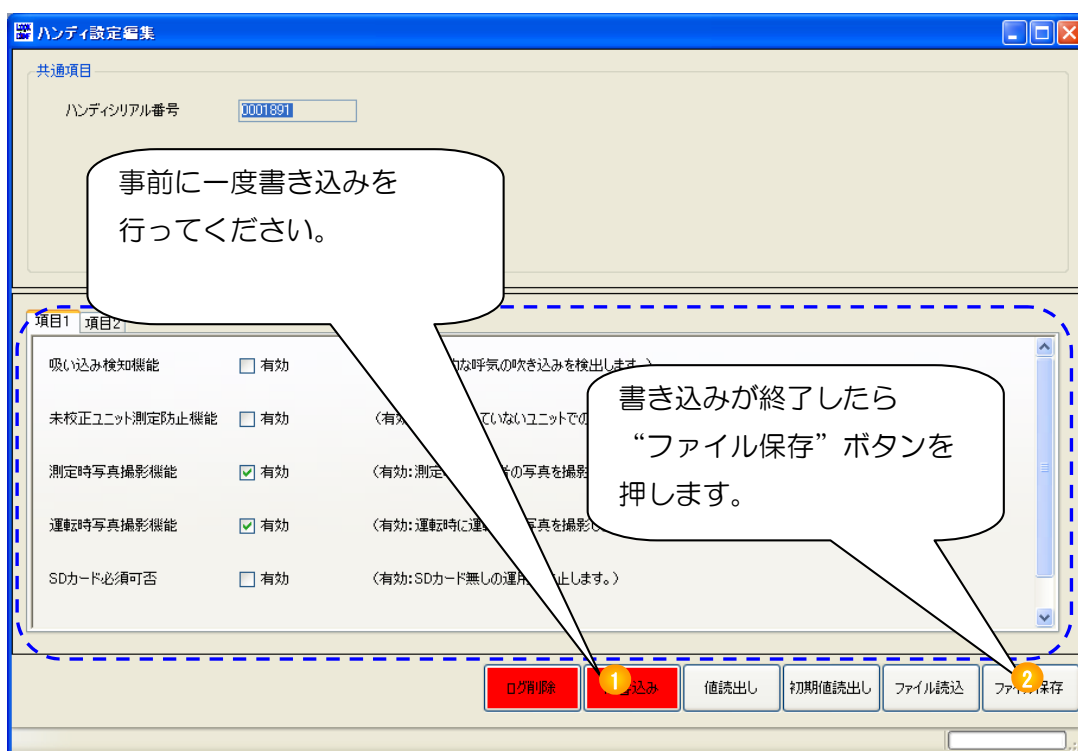 ハンディ設定編集
共通項目
ハンディシリアル番号 0001891
事前に一度書き込みを
行ってください。
項目1 項目2
吸い込み検知機能 有効 な呼気の吹き込みを検出します。)
未校正ユニット測定防止機能 有効 (有効 ていないユニットでの
測定時写真撮影機能 有効 (有効:測定 の写真を撮影
運転時写真撮影機能 有効 (有効:運転時に運 写真を撮影し
SDカード必須可否 有効 (有効:SDカード無しの運用 止します。)
書き込みが終了したら
“ファイル保存”ボタンを
押します。
ログ削除 1 込み 値読出し 初期値読出し ファイル読込 ファ 2 保存